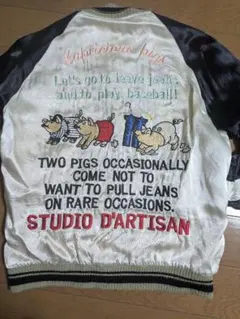 Let's go to leave jeans
and to play baseball!
TWO PIGS OCCASIONALLY
COME NOT TO
WANT TO PULL JEANS
ON RARE OCCASIONS.
STUDIO D'ARTISAN